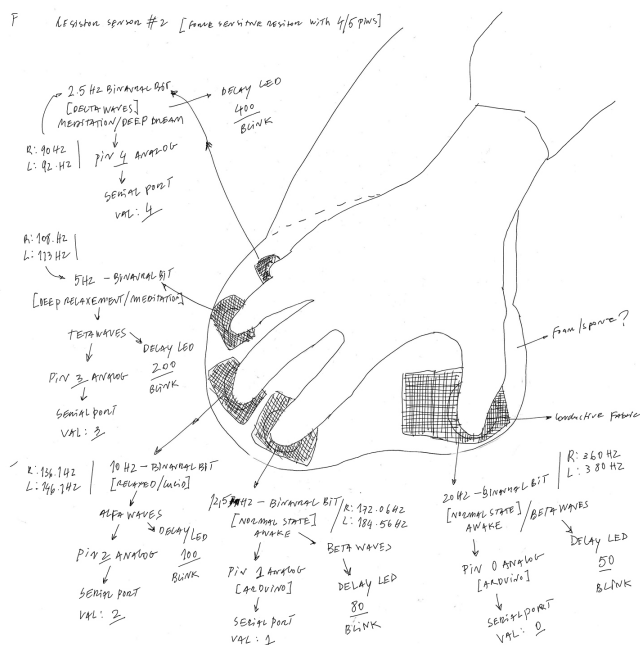 F
Resistor sensor #2 [Force sensitive resitor with 4/5 pins]
2.5 Hz BINAURAL BIT
[DELTA WAVES]
MEDITATION/DEEP DREAM
DELAY LED
400
BLINK
R: 90 HZ
L: 92. HZ
PIN 4 ANALOG
SERIAL PORT
VAL: 4
R: 108. HZ
L: 113 HZ
5 HZ - BINAURAL BIT
[DEEP RELAXEMENT/MEDITATION]
TETAWAVES
DELAY LED
200
BLINK
PIN 3 ANALOG
SERIAL PORT
VAL: 3
Foam/sponge?
Conductive Fabric
R: 136.1 HZ
L: 146.1 HZ
10 HZ - BINAURAL BIT
[RELAXED/LUCID]
ALFA WAVES
DELAY LED
100
BLINK
PIN 2 ANALOG
SERIAL PORT
VAL: 2
12,5 HZ - BINAURAL BIT
[NORMAL STATE]
AWAKE
R: 172.06 HZ
L: 184.56 HZ
BETA WAVES
PIN 1 ANALOG
[ARDUINO]
DELAY LED
80
BLINK
SERIAL PORT
VAL: 1
20 HZ - BINAURAL BIT
[NORMAL STATE]
AWAKE
R: 360 HZ
L: 380 HZ
BETA WAVES
DELAY LED
50
BLINK
PIN 0 ANALOG
[ARDUINO]
SERIAL PORT
VAL: 0